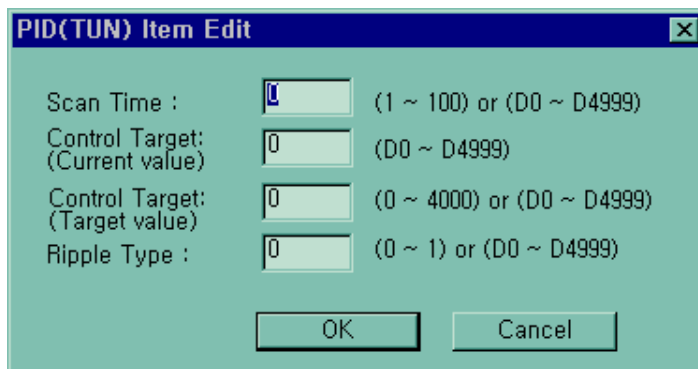 PID(TUN) Item Edit
Scan Time : 0 (1 ~ 100) or (D0 ~ D4999)
Control Target: 0 (D0 ~ D4999)
(Current value)
Control Target: 0 (0 ~ 4000) or (D0 ~ D4999)
(Target value)
Ripple Type : 0 (0 ~ 1) or (D0 ~ D4999)
OK Cancel